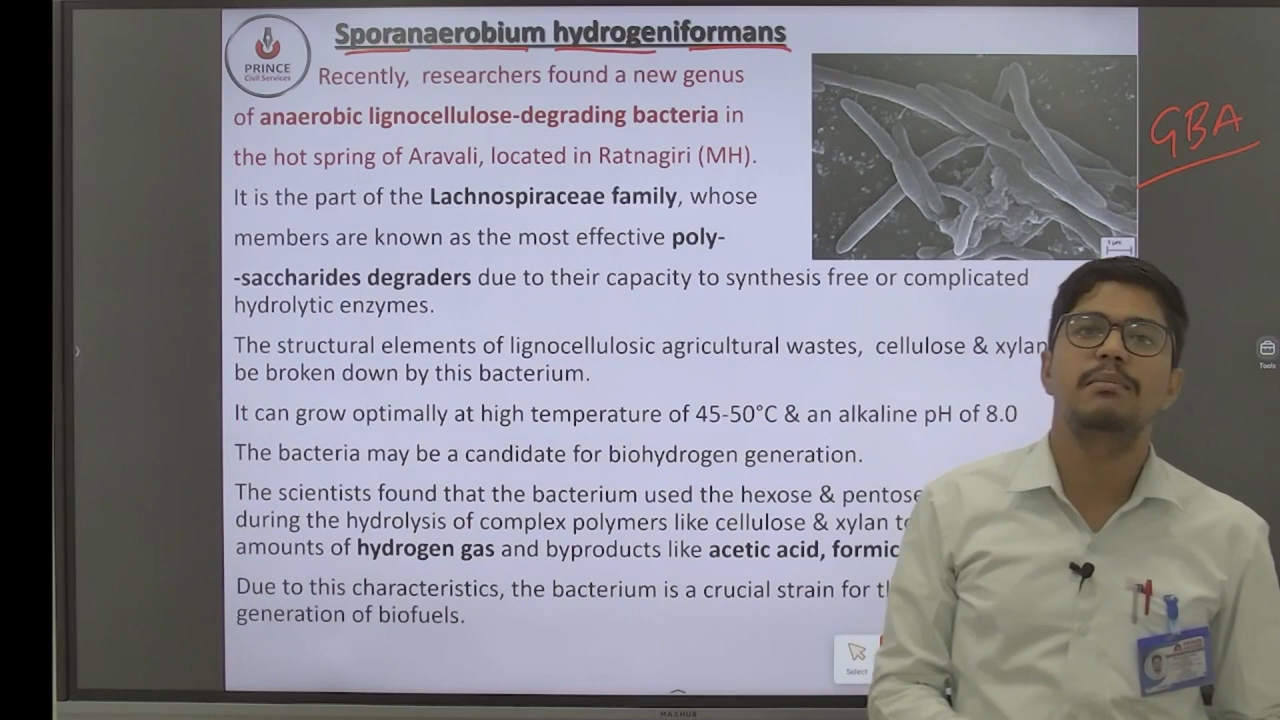 Sporanaerobium hydrogeniformans
PRINCE
Civil Services
Recently, researchers found a new genus
of anaerobic lignocellulose-degrading bacteria in
the hot spring of Aravali, located in Ratnagiri (MH).
GBA
It is the part of the Lachnospiraceae family, whose
members are known as the most effective poly-
-saccharides degraders due to their capacity to synthesis free or complicated
hydrolytic enzymes.
The structural elements of lignocellulosic agricultural wastes, cellulose & xylan
be broken down by this bacterium.
It can grow optimally at high temperature of 45-50°C & an alkaline pH of 8.0
The bacteria may be a candidate for biohydrogen generation.
The scientists found that the bacterium used the hexose & pentose
during the hydrolysis of complex polymers like cellulose & xylan
amounts of hydrogen gas and byproducts like acetic acid, formic
Due to this characteristics, the bacterium is a crucial strain for
generation of biofuels.
1 µm
Tools
Select
MAXHUB